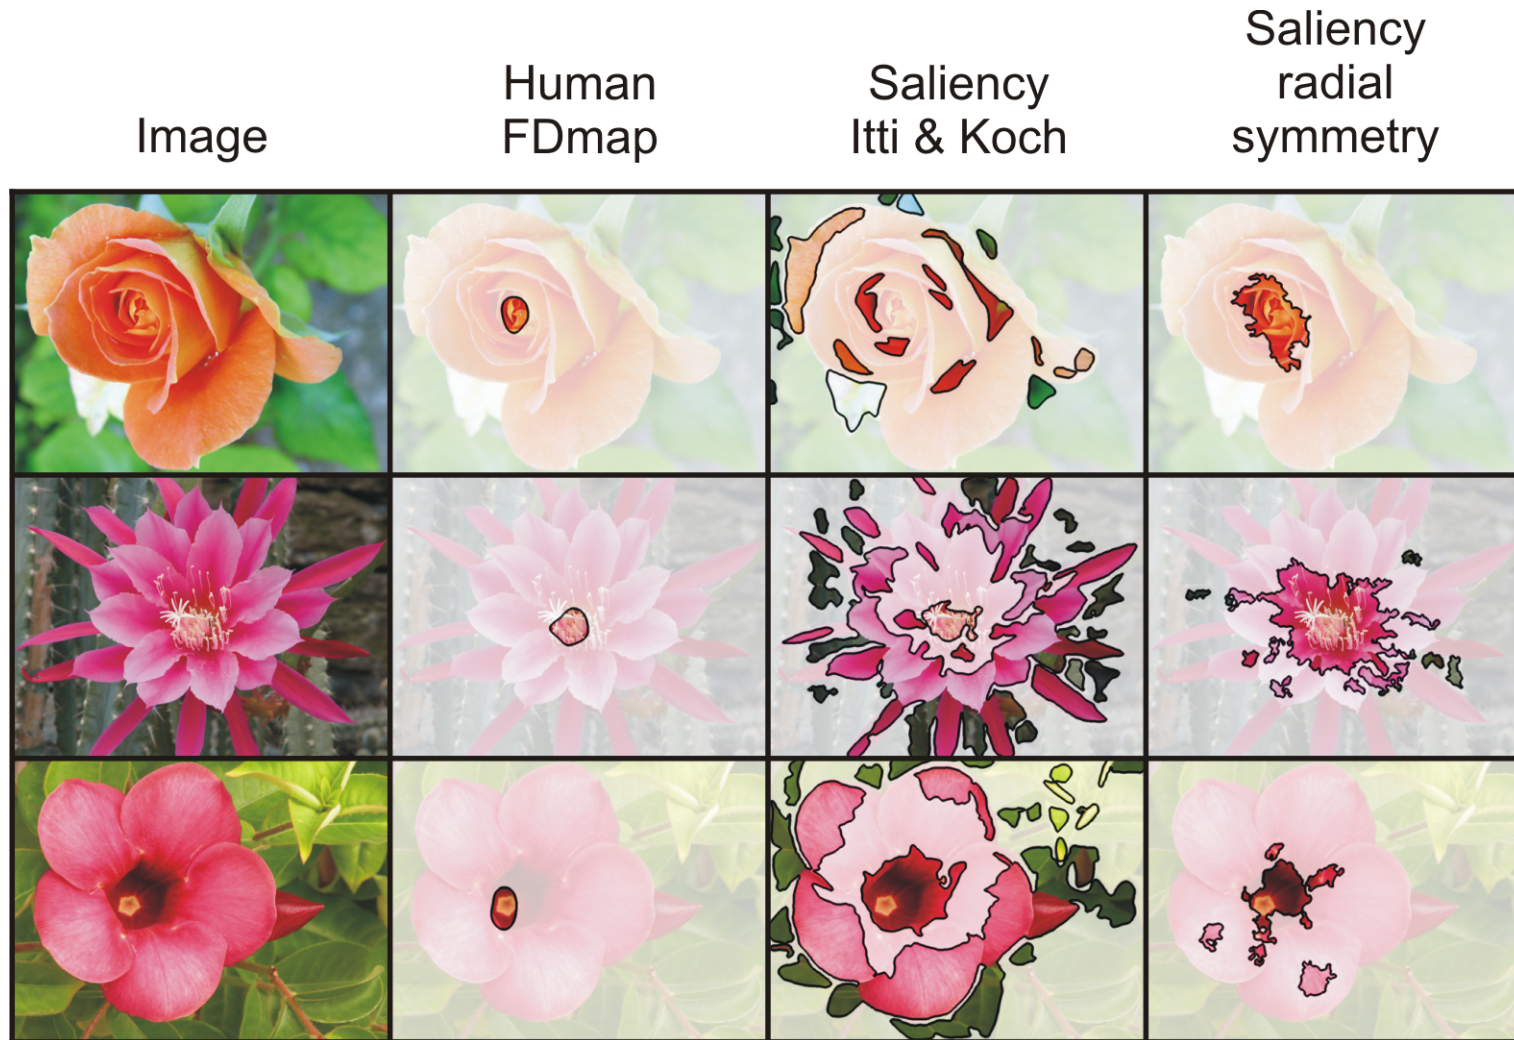 Image
Human
FDmap
Saliency
Itti & Koch
Saliency
radial
symmetry